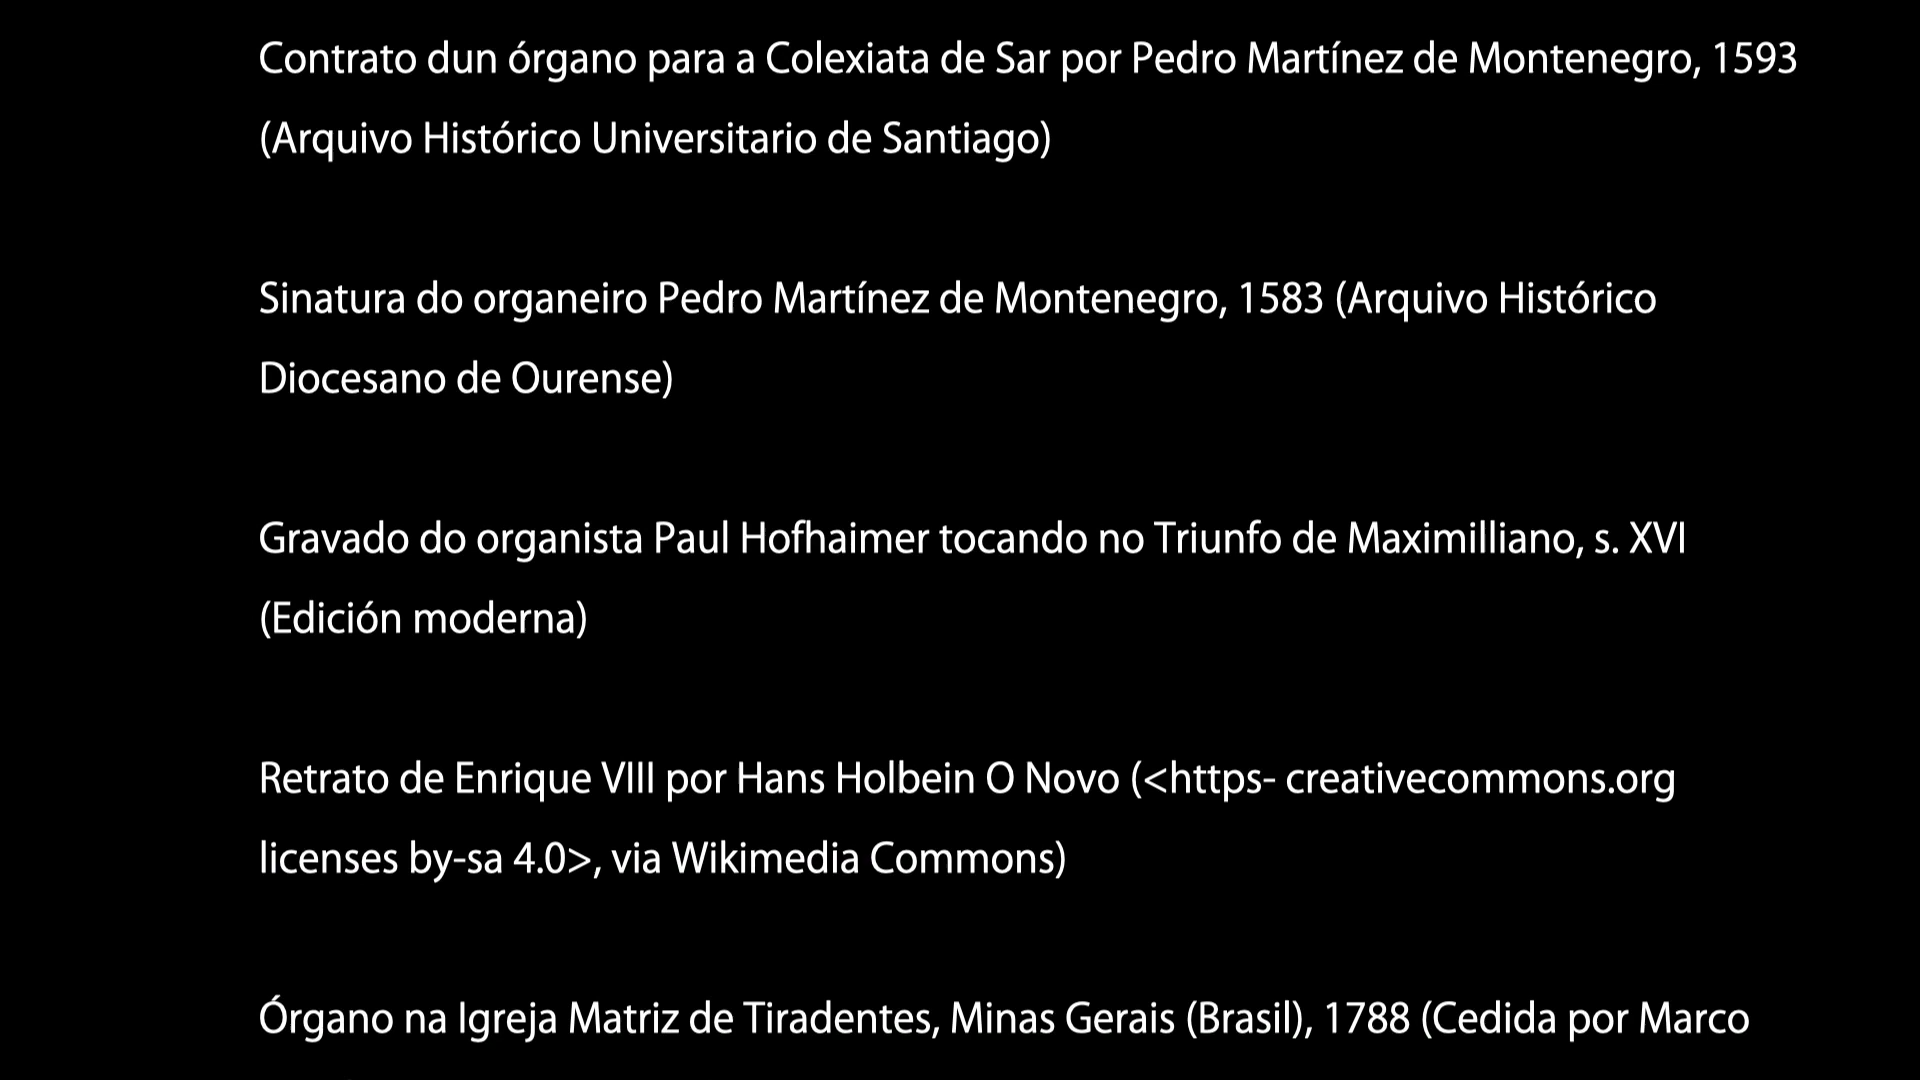 Contrato dun órgano para a Colexiata de Sar por Pedro Martínez de Montenegro, 1593
(Arquivo Histórico Universitario de Santiago)
Sinatura do organeiro Pedro Martínez de Montenegro, 1583 (Arquivo Histórico
Diocesano de Ourense)
Gravado do organista Paul Hofhaimer tocando no Triunfo de Maximilliano, s. XVI
(Edición moderna)
Retrato de Enrique VIII por Hans Holbein O Novo (<https- creativecommons.org
licenses by-sa 4.0>, via Wikimedia Commons)
Órgano na Igreja Matriz de Tiradentes, Minas Gerais (Brasil), 1788 (Cedida por Marco